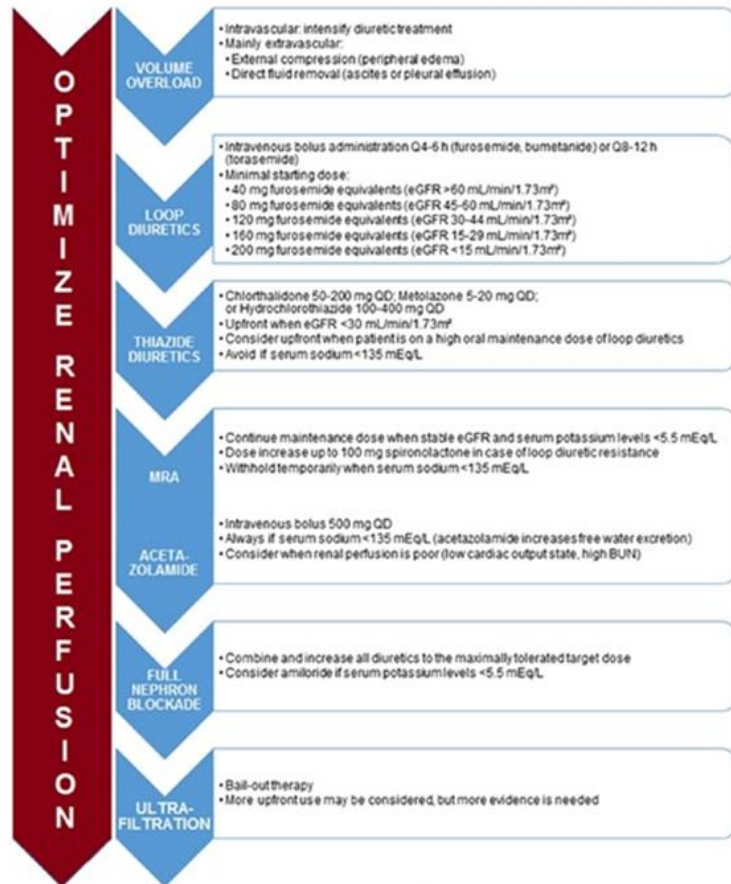 OPTIMIZE RENAL PERFUSION
VOLUME
OVERLOAD
• Intravascular: intensify diuretic treatment
• Mainly extravascular:
• External compression (peripheral edema)
• Direct fluid removal (ascites or pleural effusion)
LOOP
DIURETICS
• Intravenous bolus administration Q4-6 h (furosemide, bumetanide) or Q8-12 h
(torasemide)
• Minimal starting dose:
• 40 mg furosemide equivalents (eGFR >60 mL/min/1.73m²)
• 80 mg furosemide equivalents (eGFR 45-60 mL/min/1.73m²)
• 120 mg furosemide equivalents (eGFR 30-44 mL/min/1.73m²)
• 160 mg furosemide equivalents (eGFR 15-29 mL/min/1.73m²)
• 200 mg furosemide equivalents (eGFR <15 mL/min/1.73m²)
THIAZIDE
DIURETICS
• Chlorthalidone 50-200 mg QD; Metolazone 5-20 mg QD;
or Hydrochlorothiazide 100-400 mg QD
• Upfront when eGFR <30 mL/min/1.73m²
• Consider upfront when patient is on a high oral maintenance dose of loop diuretics
• Avoid if serum sodium <135 mEq/L
MRA
• Continue maintenance dose when stable eGFR and serum potassium levels <5.5 mEq/L
• Dose increase up to 100 mg spironolactone in case of loop diuretic resistance
• Withhold temporarily when serum sodium <135 mEq/L
ACETA-
ZOLAMIDE
• Intravenous bolus 500 mg QD
• Always if serum sodium <135 mEq/L (acetazolamide increases free water excretion)
• Consider when renal perfusion is poor (low cardiac output state, high BUN)
FULL
NEPHRON
BLOCKADE
• Combine and increase all diuretics to the maximally tolerated target dose
• Consider amiloride if serum potassium levels <5.5 mEq/L
ULTRA-
FILTRATION
• Bail-out therapy
• More upfront use may be considered, but more evidence is needed